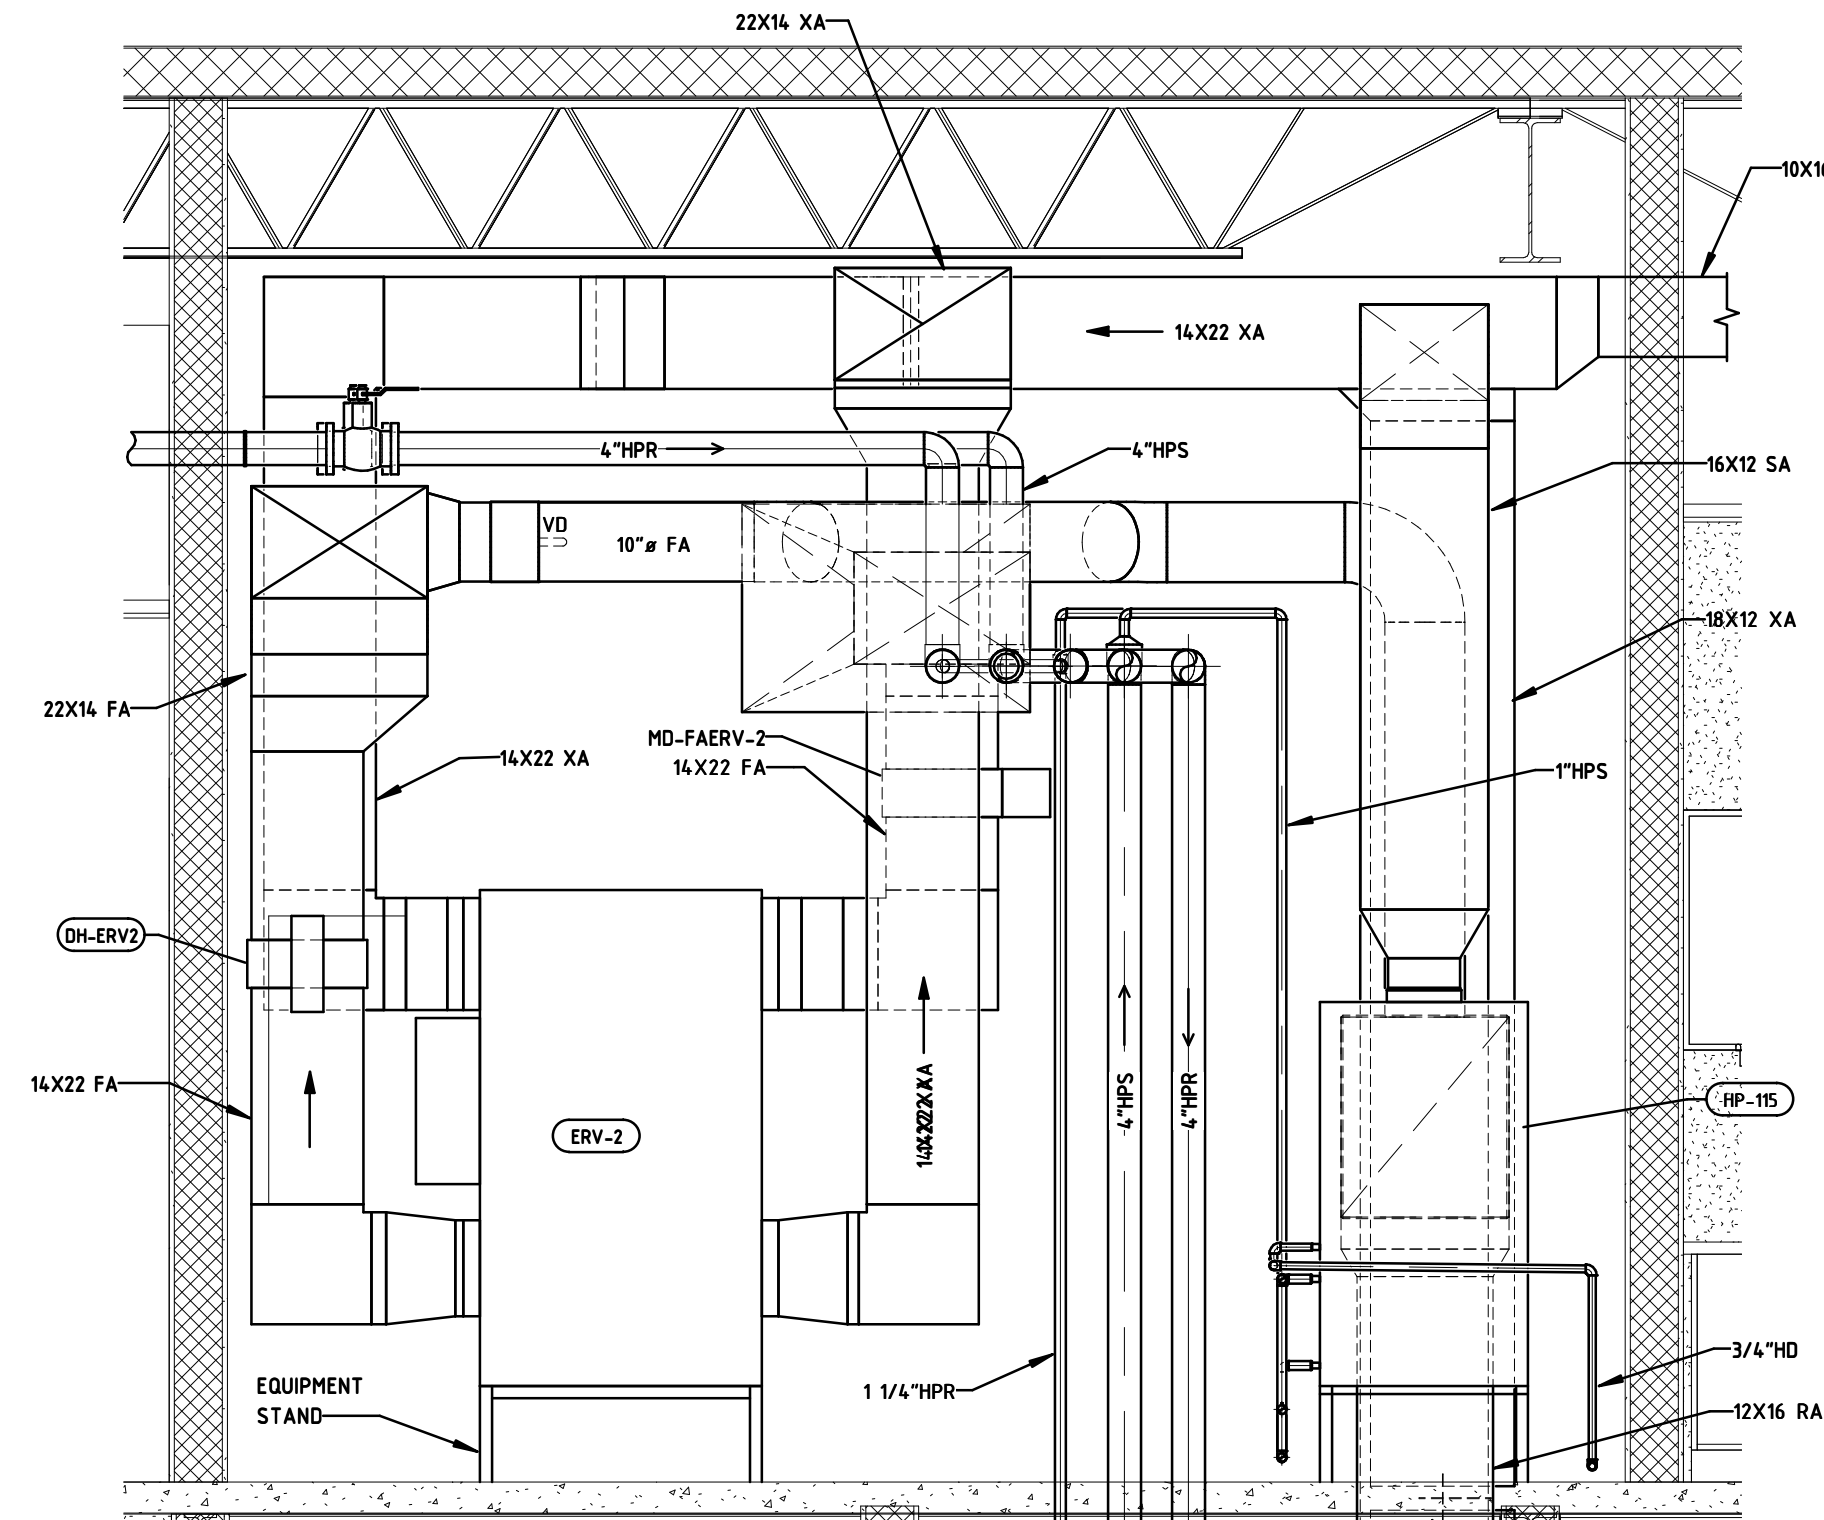 22X14 XA
14X22 XA
4"HPR
4"HPS
16X12 SA
VD
10"ø FA
18X12 XA
22X14 FA
MD-FAERV-2
14X22 XA
14X22 FA
1"HPS
DH-ERV2
14X22 FA
4"HPS
4"HPR
HP-115
ERV-2
3/4"HD
EQUIPMENT
STAND
1 1/4"HPR
12X16 RA